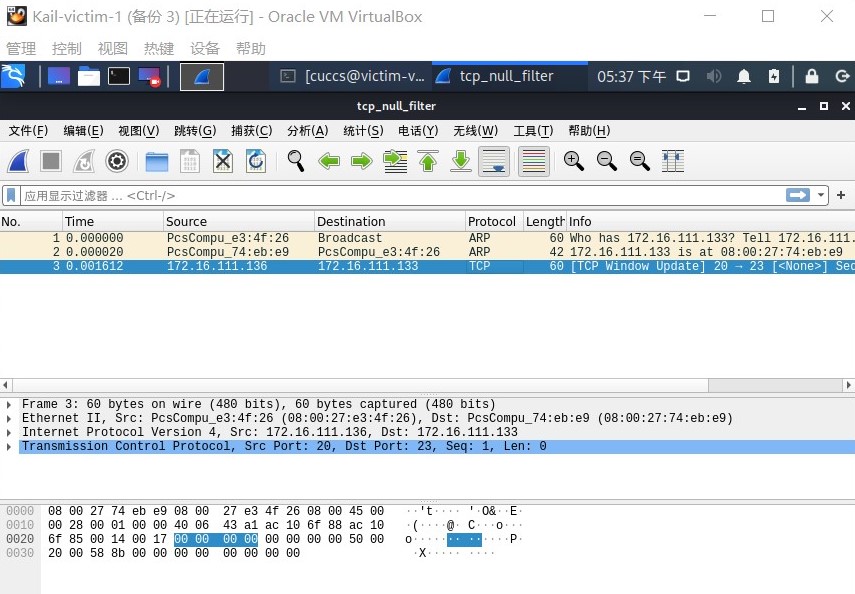 Kail-victim-1 (备份 3) [正在运行] - Oracle VM VirtualBox
管理 控制 视图 热键 设备 帮助
[cuccs@victim-v... tcp_null_filter 05:37 下午
tcp_null_filter
文件(F) 编辑(E) 视图(V) 跳转(G) 捕获(C) 分析(A) 统计(S) 电话(Y) 无线(W) 工具(T) 帮助(H)
应用显示过滤器 … <Ctrl-/>
No. Time Source Destination Protocol Length Info
1 0.000000 PcsCompu_e3:4f:26 Broadcast ARP 60 Who has 172.16.111.133? Tell 172.16.111.
2 0.000020 PcsCompu_74:eb:e9 PcsCompu_e3:4f:26 ARP 42 172.16.111.133 is at 08:00:27:74:eb:e9
3 0.001612 172.16.111.136 172.16.111.133 TCP 60 [TCP Window Update] 20 → 23 [<None>] Seq
Frame 3: 60 bytes on wire (480 bits), 60 bytes captured (480 bits)
Ethernet II, Src: PcsCompu_e3:4f:26 (08:00:27:e3:4f:26), Dst: PcsCompu_74:eb:e9 (08:00:27:74:eb:e9)
Internet Protocol Version 4, Src: 172.16.111.136, Dst: 172.16.111.133
Transmission Control Protocol, Src Port: 20, Dst Port: 23, Seq: 1, Len: 0
0000 08 00 27 74 eb e9 08 00 27 e3 4f 26 08 00 45 00 ··'t···· '·O&··E·
0010 00 28 00 01 00 00 40 06 43 a1 ac 10 6f 88 ac 10 ·(····@· C···o···
0020 6f 85 00 14 00 17 00 00 00 00 00 00 00 00 50 00 o······· ······P·
0030 20 00 58 8b 00 00 00 00 00 00 00 00 ·X····· ····